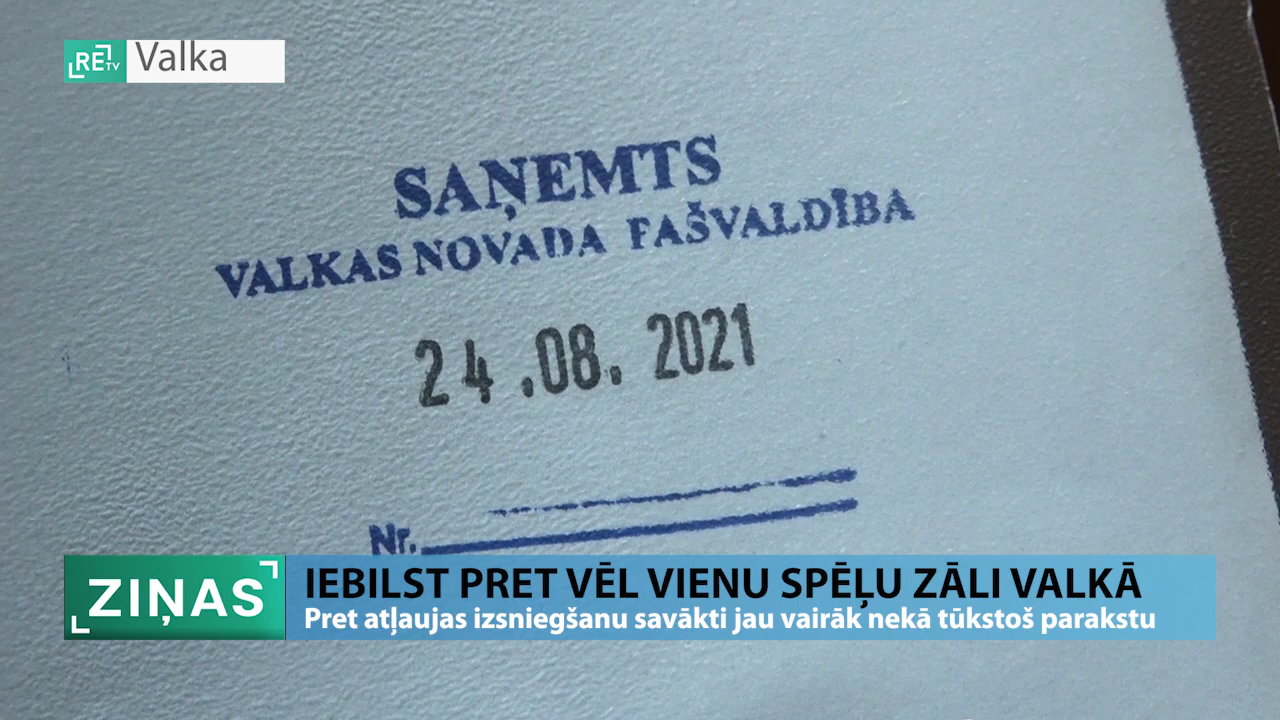 RE TV Valka
SAŅEMTS
VALKAS NOVADA PAŠVALDĪBA
24.08.2021
Nr.
ZIŅAS
IEBILST PRET VĒL VIENU SPĒĻU ZĀLI VALKĀ
Pret atļaujas izsniegšanu savākti jau vairāk nekā tūkstoš parakstu